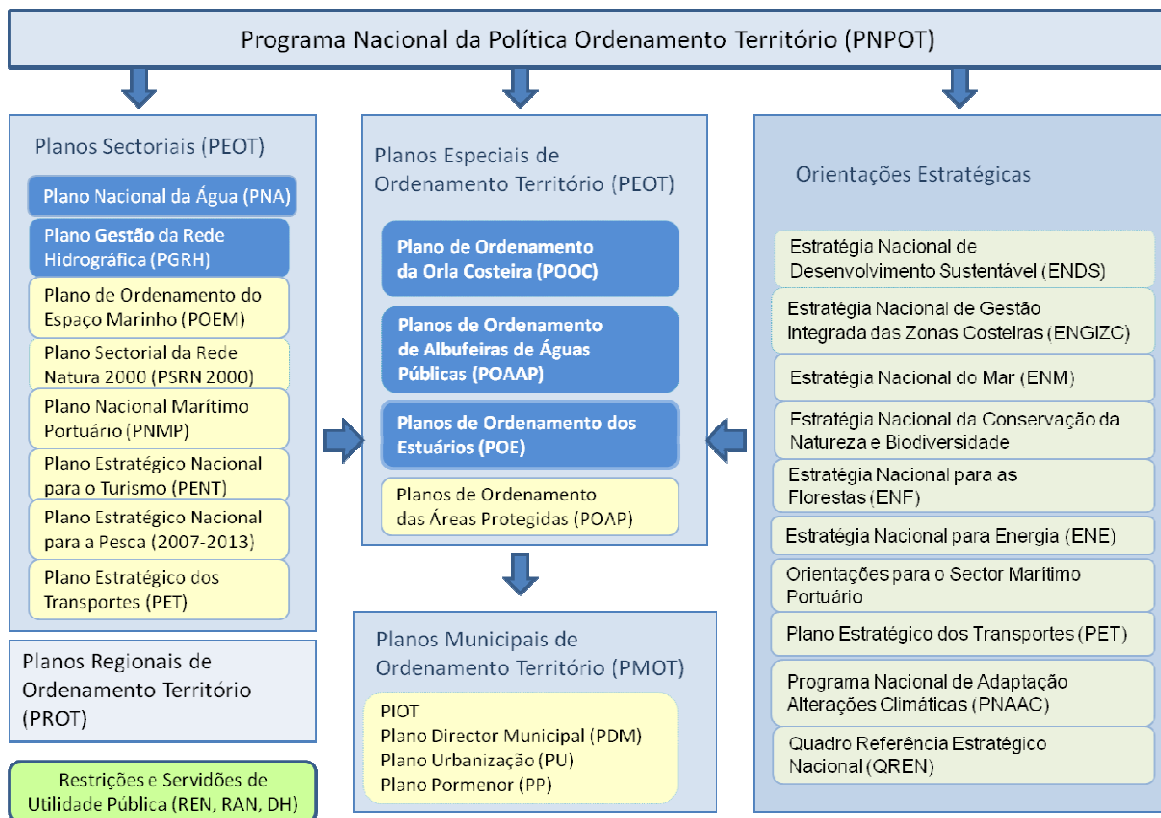 Programa Nacional da Política Ordenamento Território (PNPOT)
Planos Sectoriais (PEOT)
Plano Nacional da Água (PNA)
Plano Gestão da Rede
Hidrográfica (PGRH)
Plano de Ordenamento do
Espaço Marinho (POEM)
Plano Sectorial da Rede
Natura 2000 (PSRN 2000)
Plano Nacional Marítimo
Portuário (PNMP)
Plano Estratégico Nacional
para o Turismo (PENT)
Plano Estratégico Nacional
para a Pesca (2007-2013)
Plano Estratégico dos
Transportes (PET)
Planos Regionais de
Ordenamento Território
(PROT)
Restrições e Servidões de
Utilidade Pública (REN, RAN, DH)
Planos Especiais de
Ordenamento Território (PEOT)
Plano de Ordenamento
da Orla Costeira (POOC)
Planos de Ordenamento
de Albufeiras de Águas
Públicas (POAAP)
Planos de Ordenamento dos
Estuários (POE)
Planos de Ordenamento
das Áreas Protegidas (POAP)
Planos Municipais de
Ordenamento Território (PMOT)
PIOT
Plano Director Municipal (PDM)
Plano Urbanização (PU)
Plano Pormenor (PP)
Orientações Estratégicas
Estratégia Nacional de
Desenvolvimento Sustentável (ENDS)
Estratégia Nacional de Gestão
Integrada das Zonas Costeiras (ENGIZC)
Estratégia Nacional do Mar (ENM)
Estratégia Nacional da Conservação da
Natureza e Biodiversidade
Estratégia Nacional para as
Florestas (ENF)
Estratégia Nacional para Energia (ENE)
Orientações para o Sector Marítimo
Portuário
Plano Estratégico dos Transportes (PET)
Programa Nacional de Adaptação
Alterações Climáticas (PNAAC)
Quadro Referência Estratégico
Nacional (QREN)